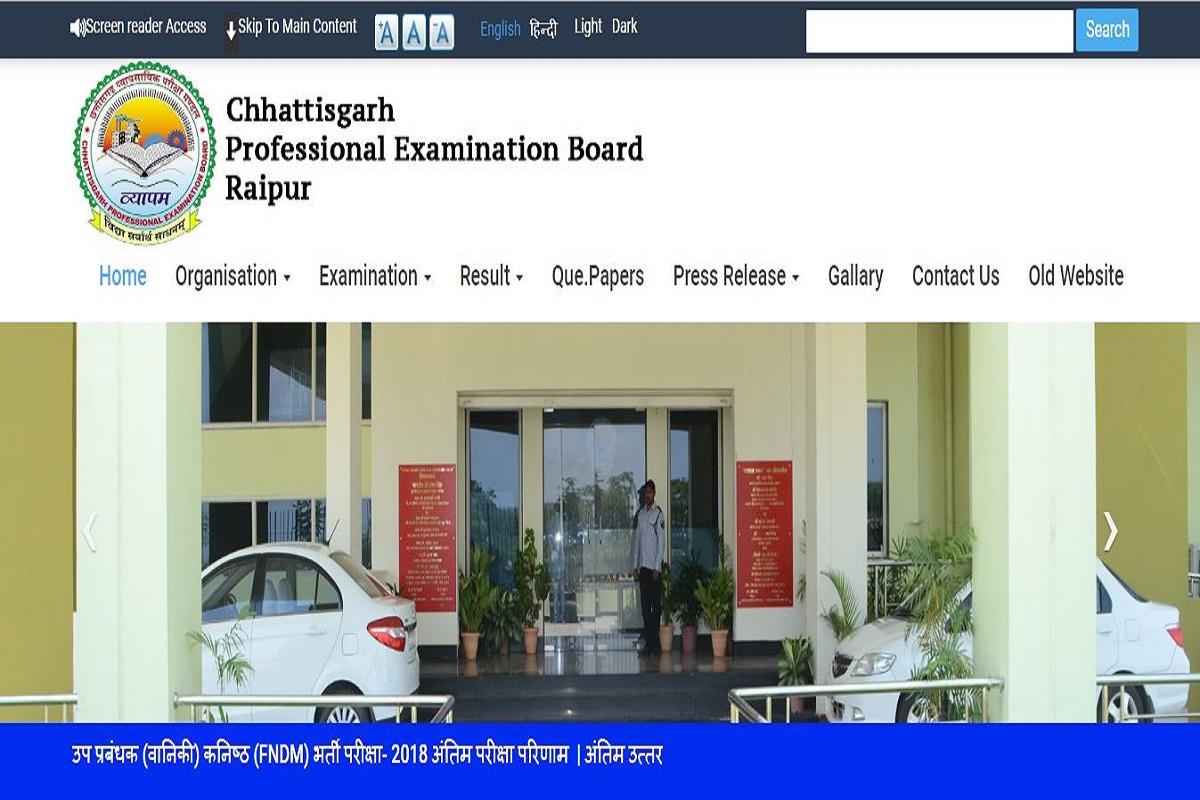 Screen reader Access
Skip To Main Content
+A A -A
English
हिन्दी
Light
Dark
Search
छत्तीसगढ़ व्यावसायिक परीक्षा मण्डल
CHHATTISGARH PROFESSIONAL EXAMINATION BOARD
व्यापम
विद्या सर्वार्थ साधनम्
Chhattisgarh
Professional Examination Board
Raipur
Home
Organisation
Examination
Result
Que.Papers
Press Release
Gallary
Contact Us
Old Website
उप प्रबंधक (वानिकी) कनिष्ठ (FNDM) भर्ती परीक्षा- 2018 अंतिम परीक्षा परिणाम | अंतिम उत्तर